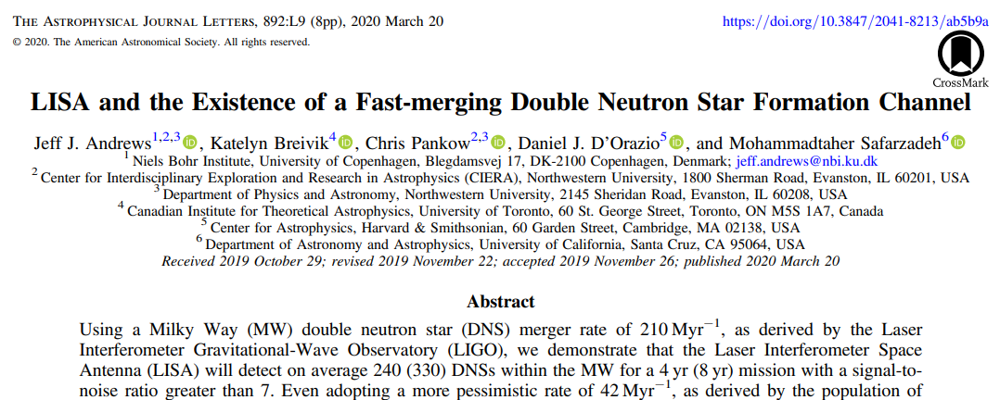 THE ASTROPHYSICAL JOURNAL LETTERS, 892:L9 (8pp), 2020 March 20
https://doi.org/10.3847/2041-8213/ab5b9a
© 2020. The American Astronomical Society. All rights reserved.
CrossMark
LISA and the Existence of a Fast-merging Double Neutron Star Formation Channel
Jeff J. Andrews1,2,3 iD, Katelyn Breivik4 iD, Chris Pankow2,3 iD, Daniel J. D'Orazio5 iD, and Mohammadtaher Safarzadeh6 iD
1 Niels Bohr Institute, University of Copenhagen, Blegdamsvej 17, DK-2100 Copenhagen, Denmark; jeff.andrews@nbi.ku.dk
2 Center for Interdisciplinary Exploration and Research in Astrophysics (CIERA), Northwestern University, 1800 Sherman Road, Evanston, IL 60201, USA
3 Department of Physics and Astronomy, Northwestern University, 2145 Sheridan Road, Evanston, IL 60208, USA
4 Canadian Institute for Theoretical Astrophysics, University of Toronto, 60 St. George Street, Toronto, ON M5S 1A7, Canada
5 Center for Astrophysics, Harvard & Smithsonian, 60 Garden Street, Cambridge, MA 02138, USA
6 Department of Astronomy and Astrophysics, University of California, Santa Cruz, CA 95064, USA
Received 2019 October 29; revised 2019 November 22; accepted 2019 November 26; published 2020 March 20
Abstract
Using a Milky Way (MW) double neutron star (DNS) merger rate of 210 Myr−1, as derived by the Laser
Interferometer Gravitational-Wave Observatory (LIGO), we demonstrate that the Laser Interferometer Space
Antenna (LISA) will detect on average 240 (330) DNSs within the MW for a 4 yr (8 yr) mission with a signal-to-
noise ratio greater than 7. Even adopting a more pessimistic rate of 42 Myr−1, as derived by the population of